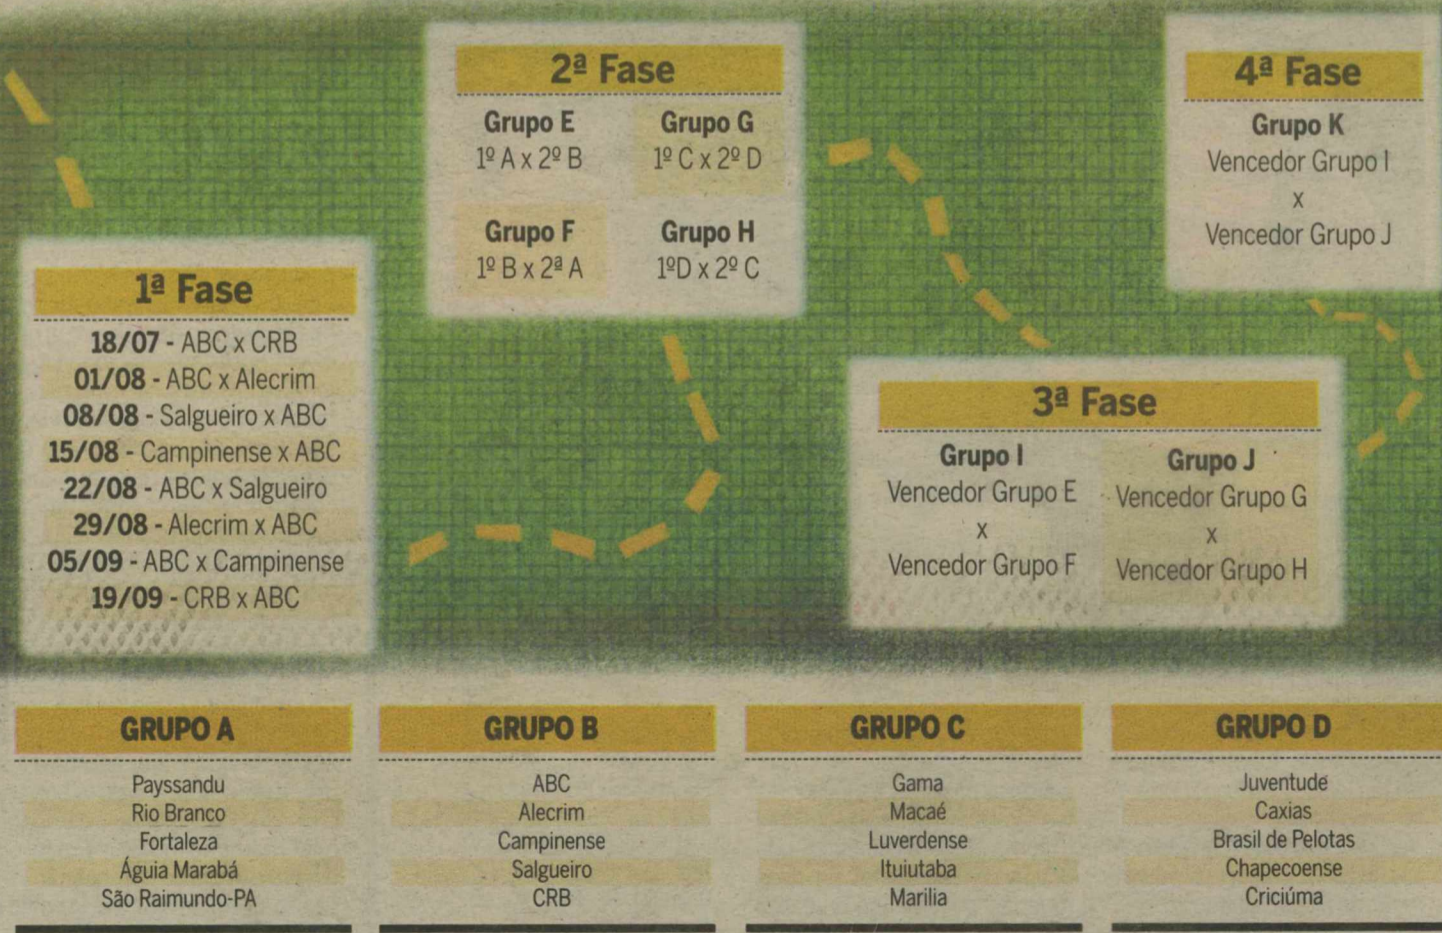 1ª Fase
18/07 - ABC x CRB
01/08 - ABC x Alecrim
08/08 - Salgueiro x ABC
15/08 - Campinense x ABC
22/08 - ABC x Salgueiro
29/08 - Alecrim x ABC
05/09 - ABC x Campinense
19/09 - CRB x ABC
2ª Fase
Grupo E
1º A x 2º B
Grupo G
1º C x 2º D
Grupo F
1º B x 2ª A
Grupo H
1ºD x 2º C
3ª Fase
Grupo I
Vencedor Grupo E
x
Vencedor Grupo F
Grupo J
Vencedor Grupo G
x
Vencedor Grupo H
4ª Fase
Grupo K
Vencedor Grupo I
x
Vencedor Grupo J
GRUPO A
Payssandu
Rio Branco
Fortaleza
Águia Marabá
São Raimundo-PA
GRUPO B
ABC
Alecrim
Campinense
Salgueiro
CRB
GRUPO C
Gama
Macaé
Luverdense
Ituiutaba
Marilia
GRUPO D
Juventude
Caxias
Brasil de Pelotas
Chapecoense
Criciúma